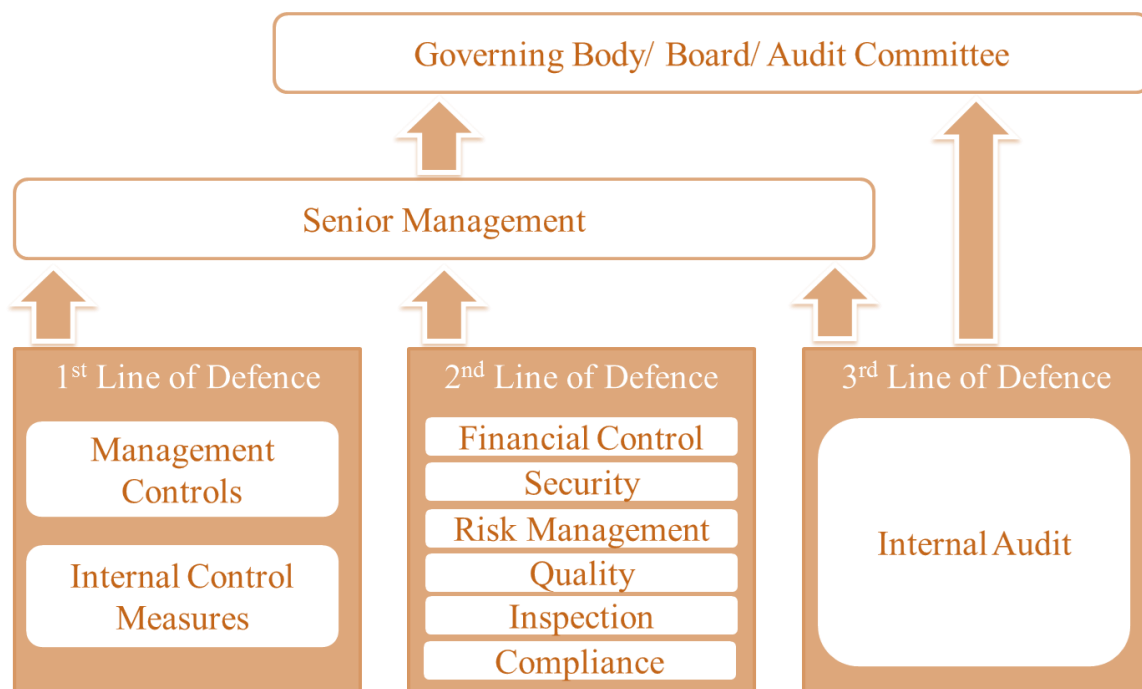 Governing Body/ Board/ Audit Committee
Senior Management
1st Line of Defence
Management
Controls
Internal Control
Measures
2nd Line of Defence
Financial Control
Security
Risk Management
Quality
Inspection
Compliance
3rd Line of Defence
Internal Audit